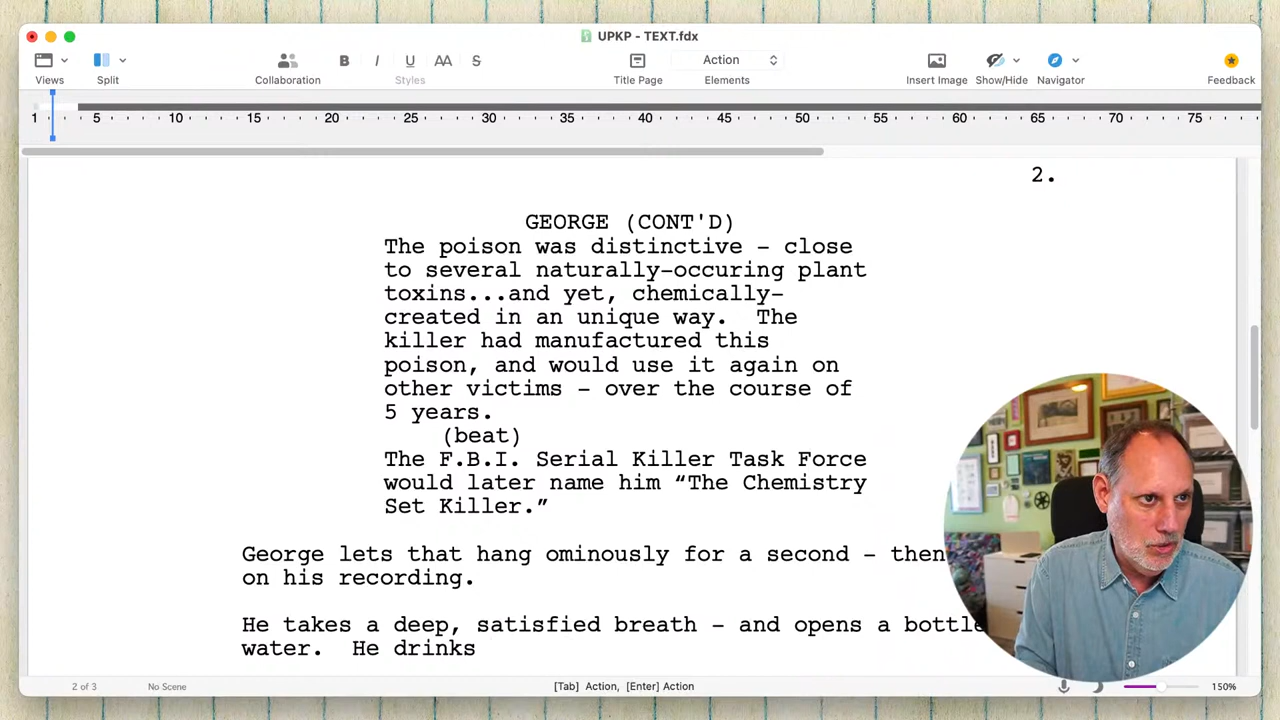 UPKP - TEXT.fdx
Views
Split
Collaboration
B I U AA S
Styles
Title Page
Action
Elements
Insert Image
Show/Hide
Navigator
Feedback
1 5 10 15 20 25 30 35 40 45 50 55 60 65 70 75
2.
GEORGE (CONT'D)
The poison was distinctive - close
to several naturally-occuring plant
toxins...and yet, chemically-
created in an unique way.  The
killer had manufactured this
poison, and would use it again on
other victims - over the course of
5 years.
(beat)
The F.B.I. Serial Killer Task Force
would later name him “The Chemistry
Set Killer.”
George lets that hang ominously for a second - then
on his recording.
He takes a deep, satisfied breath - and opens a bottle
water.  He drinks
2 of 3
No Scene
[Tab] Action, [Enter] Action
150%